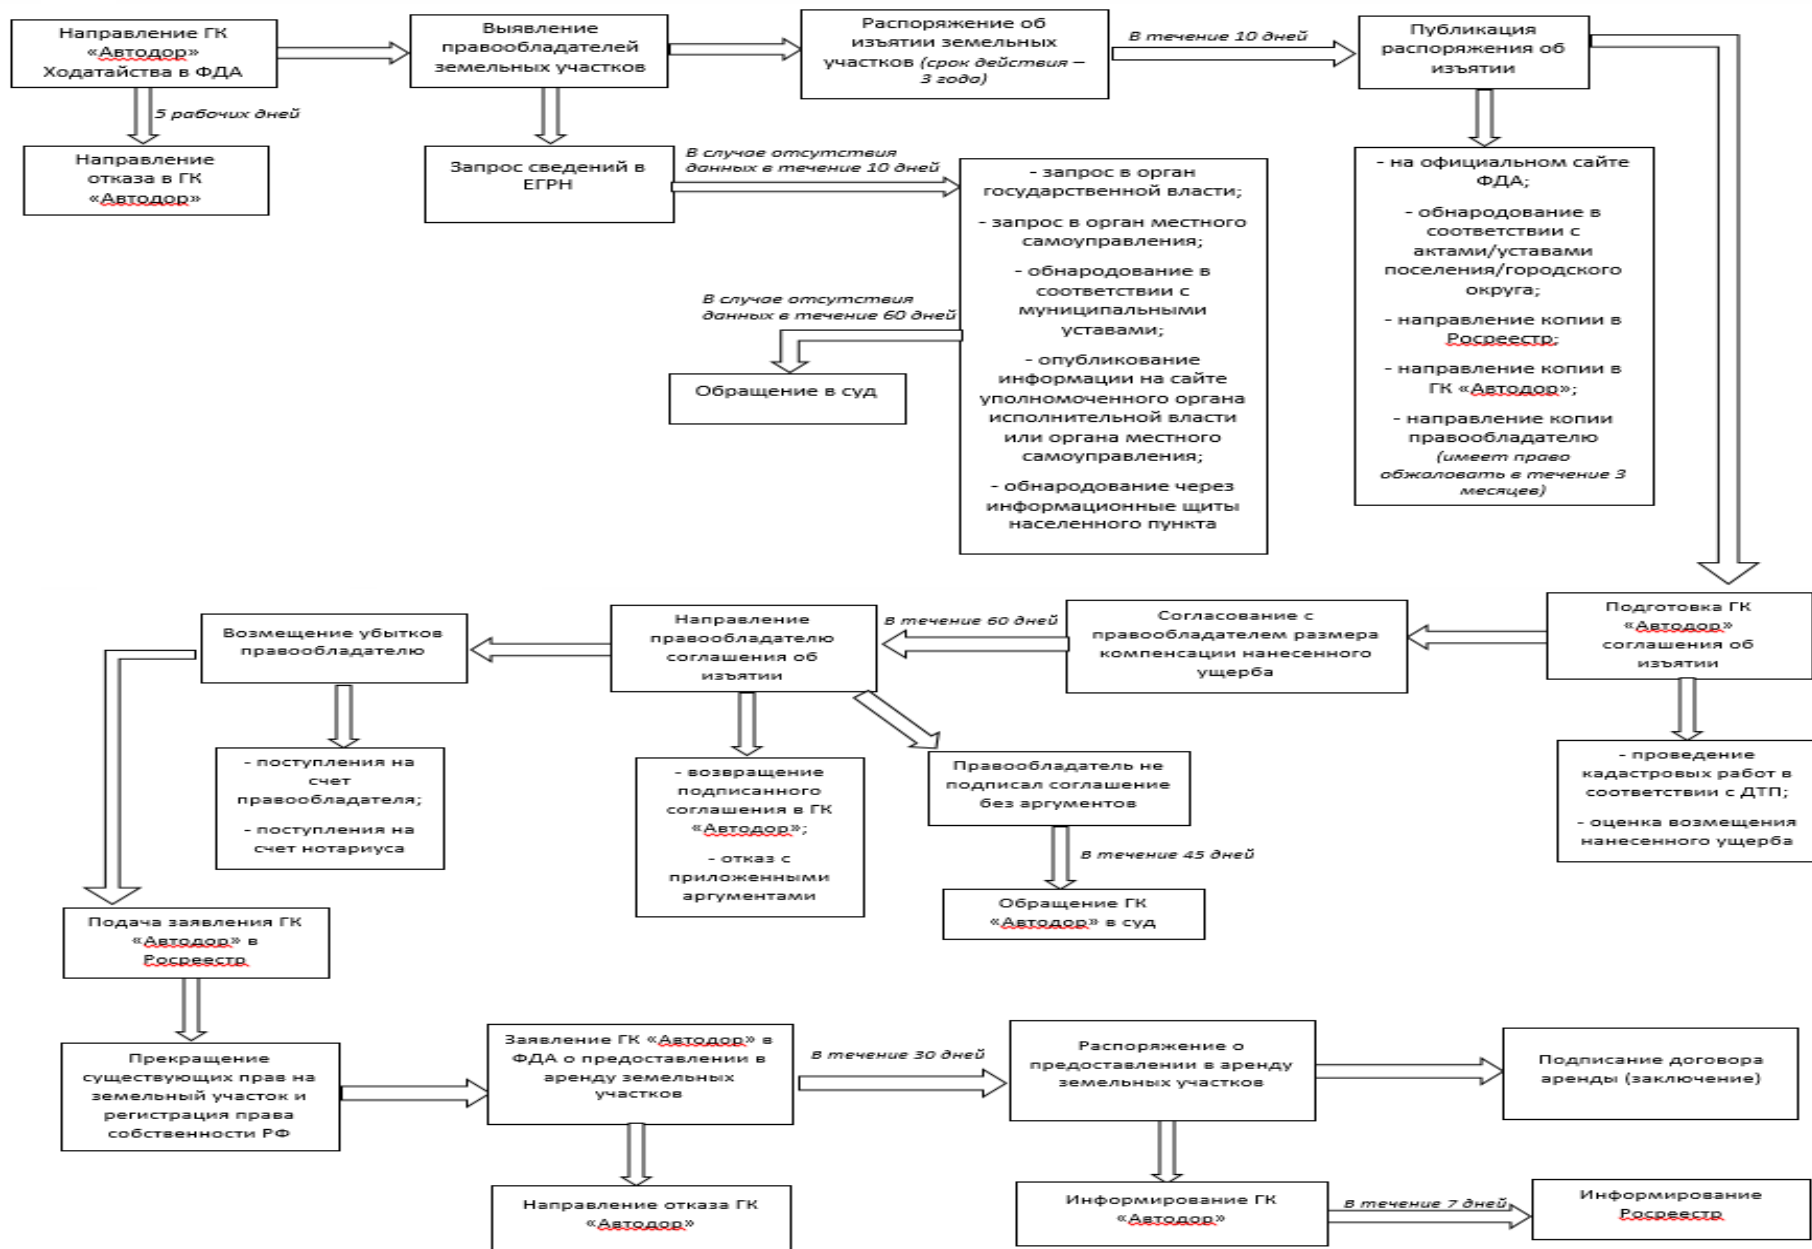 Направление ГК
«Автодор»
Ходатайства в ФДА
Выявление
правообладателей
земельных участков
Распоряжение об
изъятии земельных
участков (срок действия –
3 года)
В течение 10 дней
Публикация
распоряжения об
изъятии
5 рабочих дней
Направление
отказа в ГК
«Автодор»
Запрос сведений в
ЕГРН
В случае отсутствия
данных в течение 10 дней
- запрос в орган
государственной власти;
- запрос в орган местного
самоуправления;
- обнародование в
соответствии с
муниципальными
уставами;
- опубликование
информации на сайте
уполномоченного органа
исполнительной власти
или органа местного
самоуправления;
- обнародование через
информационные щиты
населенного пункта
- на официальном сайте
ФДА;
- обнародование в
соответствии с
актами/уставами
поселения/городского
округа;
- направление копии в
Росреестр;
- направление копии в
ГК «Автодор»;
- направление копии
правообладателю
(имеет право
обжаловать в течение 3
месяцев)
В случае отсутствия
данных в течение 60 дней
Обращение в суд
Подготовка ГК
«Автодор»
соглашения об
изъятии
Согласование с
правообладателем размера
компенсации нанесенного
ущерба
В течение 60 дней
Направление
правообладателю
соглашения об
изъятии
Возмещение убытков
правообладателю
- поступления на
счет
правообладателя;
- поступления на
счет нотариуса
- возвращение
подписанного
соглашения в ГК
«Автодор»;
- отказ с
приложенными
аргументами
Правообладатель не
подписал соглашение
без аргументов
В течение 45 дней
Обращение ГК
«Автодор» в суд
- проведение
кадастровых работ в
соответствии с ДТП;
- оценка возмещения
нанесенного ущерба
Подача заявления ГК
«Автодор» в
Росреестр
Прекращение
существующих прав на
земельный участок и
регистрация права
собственности РФ
Заявление ГК «Автодор» в
ФДА о предоставлении в
аренду земельных
участков
В течение 30 дней
Распоряжение о
предоставлении в аренду
земельных участков
Подписание договора
аренды (заключение)
Направление отказа ГК
«Автодор»
Информирование ГК
«Автодор»
В течение 7 дней
Информирование
Росреестр